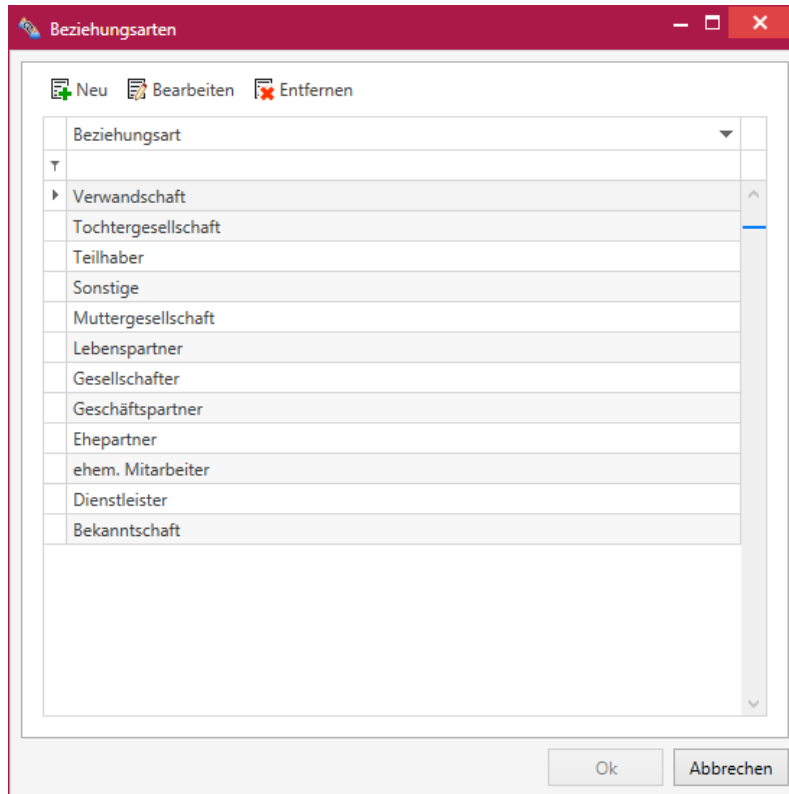 Beziehungsarten
Neu Bearbeiten Entfernen
Beziehungsart
Verwandschaft
Tochtergesellschaft
Teilhaber
Sonstige
Muttergesellschaft
Lebenspartner
Gesellschafter
Geschäftspartner
Ehepartner
ehem. Mitarbeiter
Dienstleister
Bekanntschaft
Ok Abbrechen